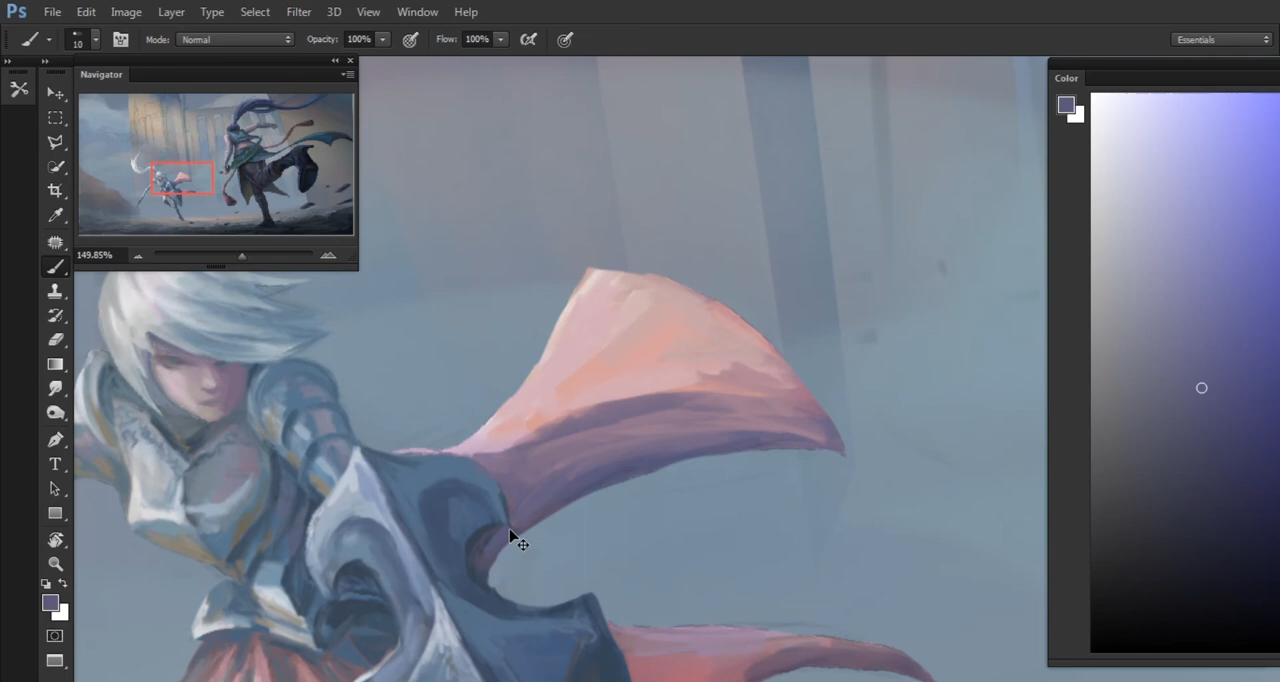 Ps File Edit Image Layer Type Select Filter 3D View Window Help
10 Mode: Normal Opacity: 100% Flow: 100% Essentials
Navigator
149.85%
Color
T